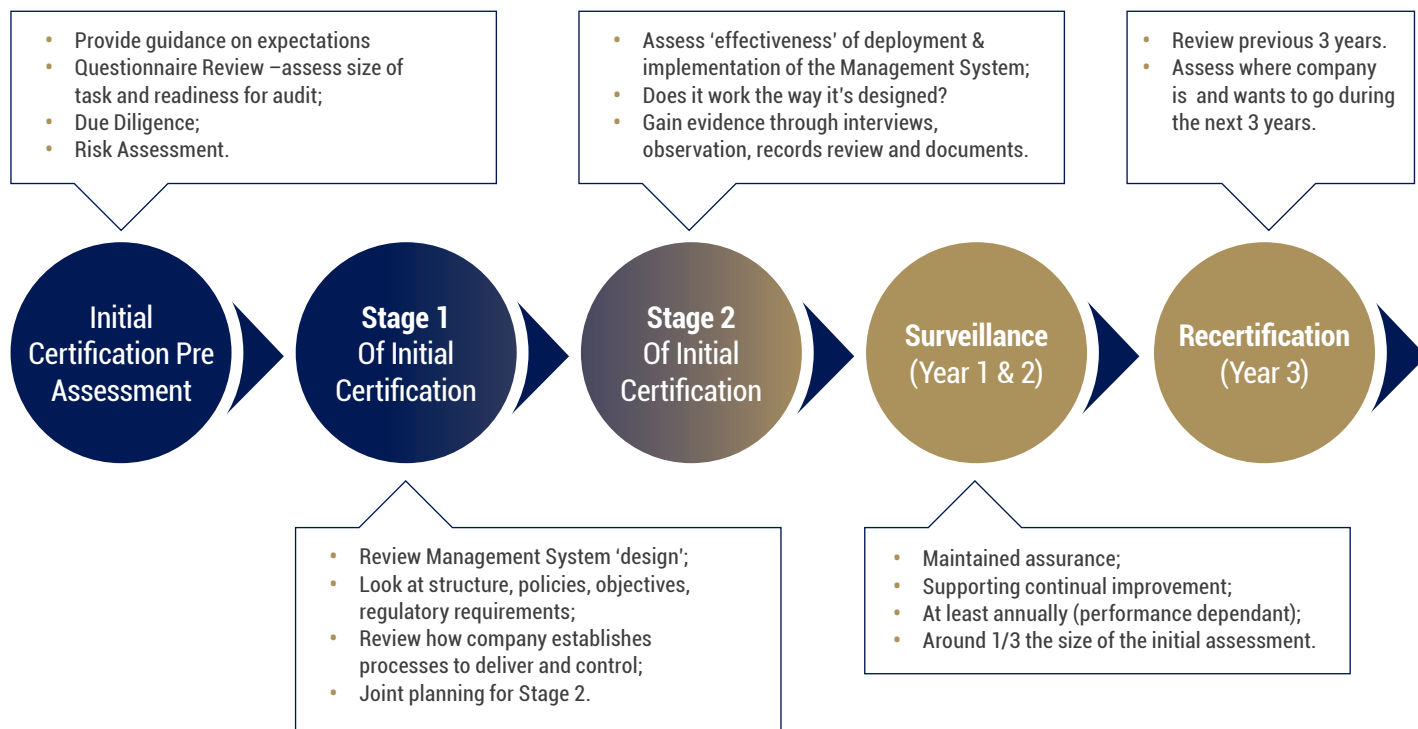 • Provide guidance on expectations
• Questionnaire Review –assess size of
task and readiness for audit;
• Due Diligence;
• Risk Assessment.
• Assess ‘effectiveness’ of deployment &
implementation of the Management System;
• Does it work the way it's designed?
• Gain evidence through interviews,
observation, records review and documents.
• Review previous 3 years.
• Assess where company
is and wants to go during
the next 3 years.
Initial
Certification Pre
Assessment
Stage 1
Of Initial
Certification
Stage 2
Of Initial
Certification
Surveillance
(Year 1 & 2)
Recertification
(Year 3)
• Review Management System ‘design’;
• Look at structure, policies, objectives,
regulatory requirements;
• Review how company establishes
processes to deliver and control;
• Joint planning for Stage 2.
• Maintained assurance;
• Supporting continual improvement;
• At least annually (performance dependant);
• Around 1/3 the size of the initial assessment.